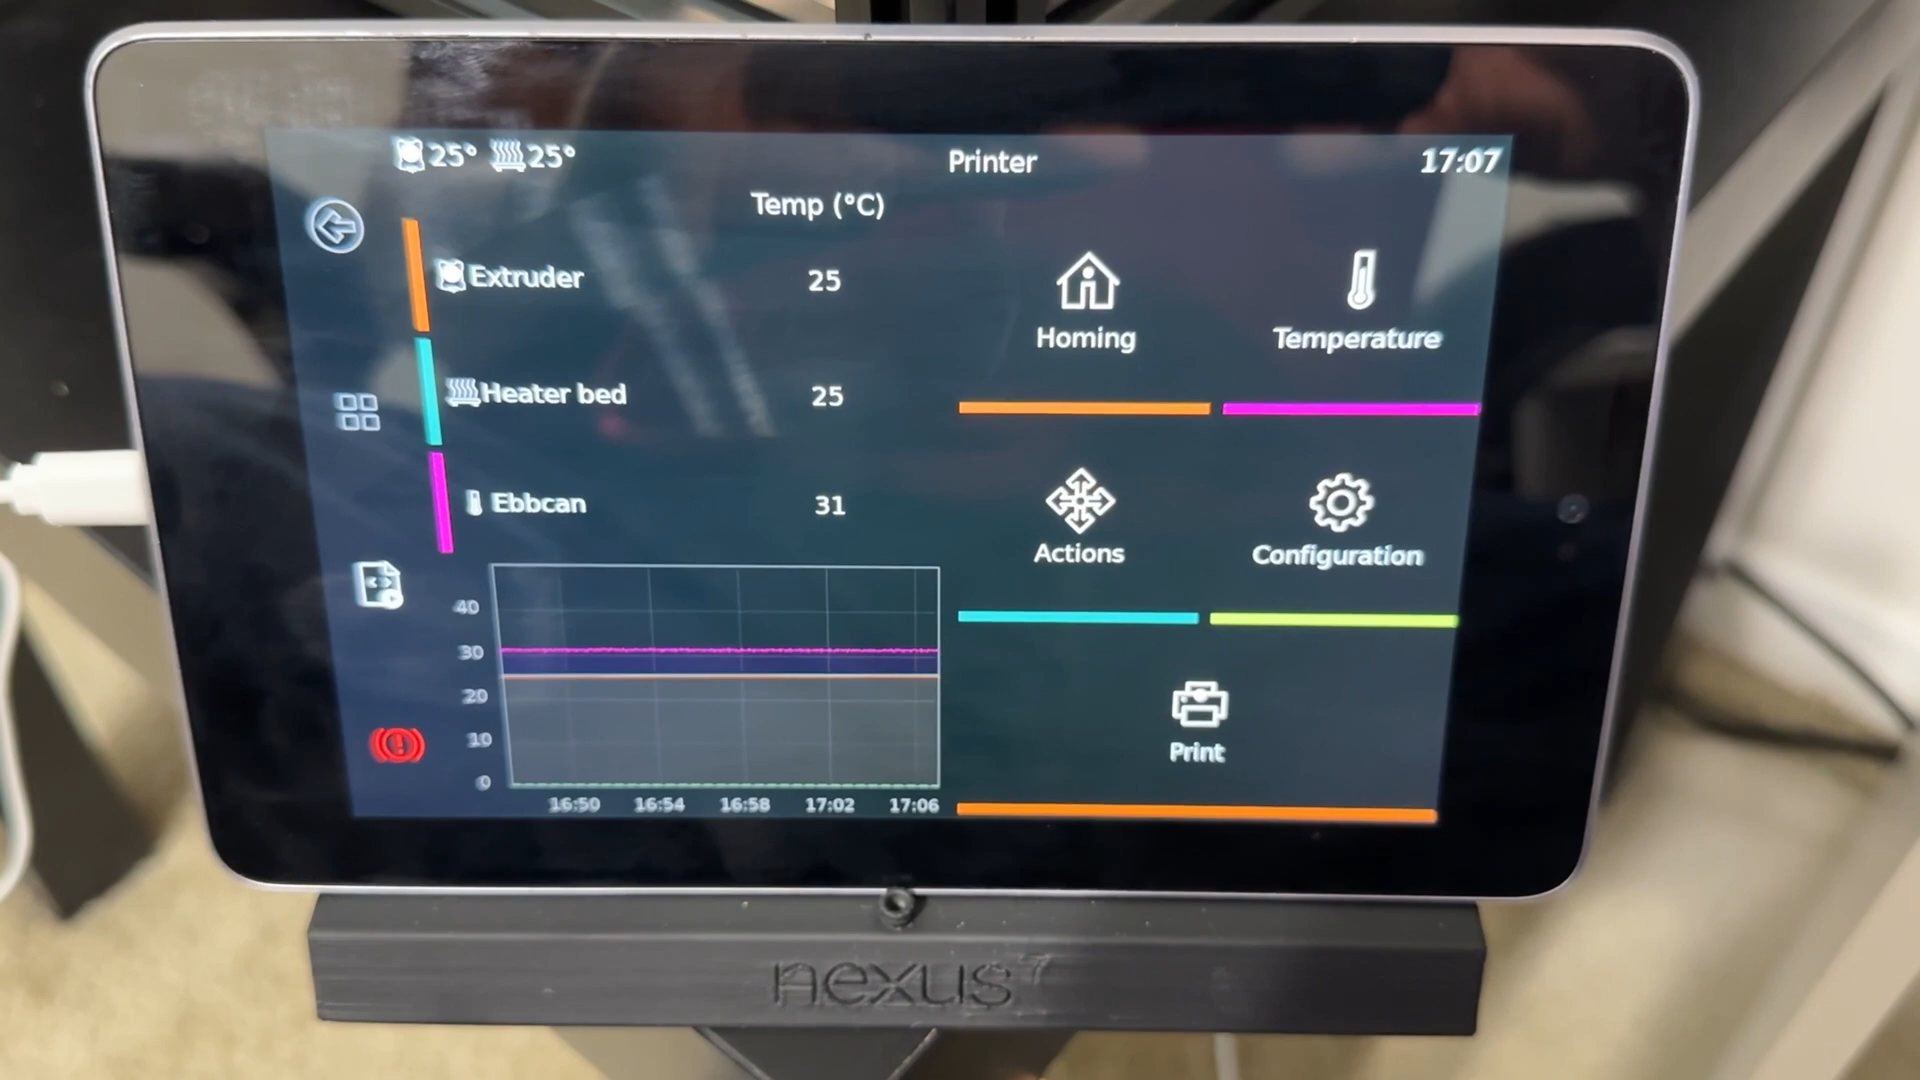 25° 25° Printer 17:07
Temp (°C)
Extruder 25
Heater bed 25
Ebbcan 31
Homing Temperature
Actions Configuration
Print
40
30
20
10
0
16:50 16:54 16:58 17:02 17:06
nexus 7